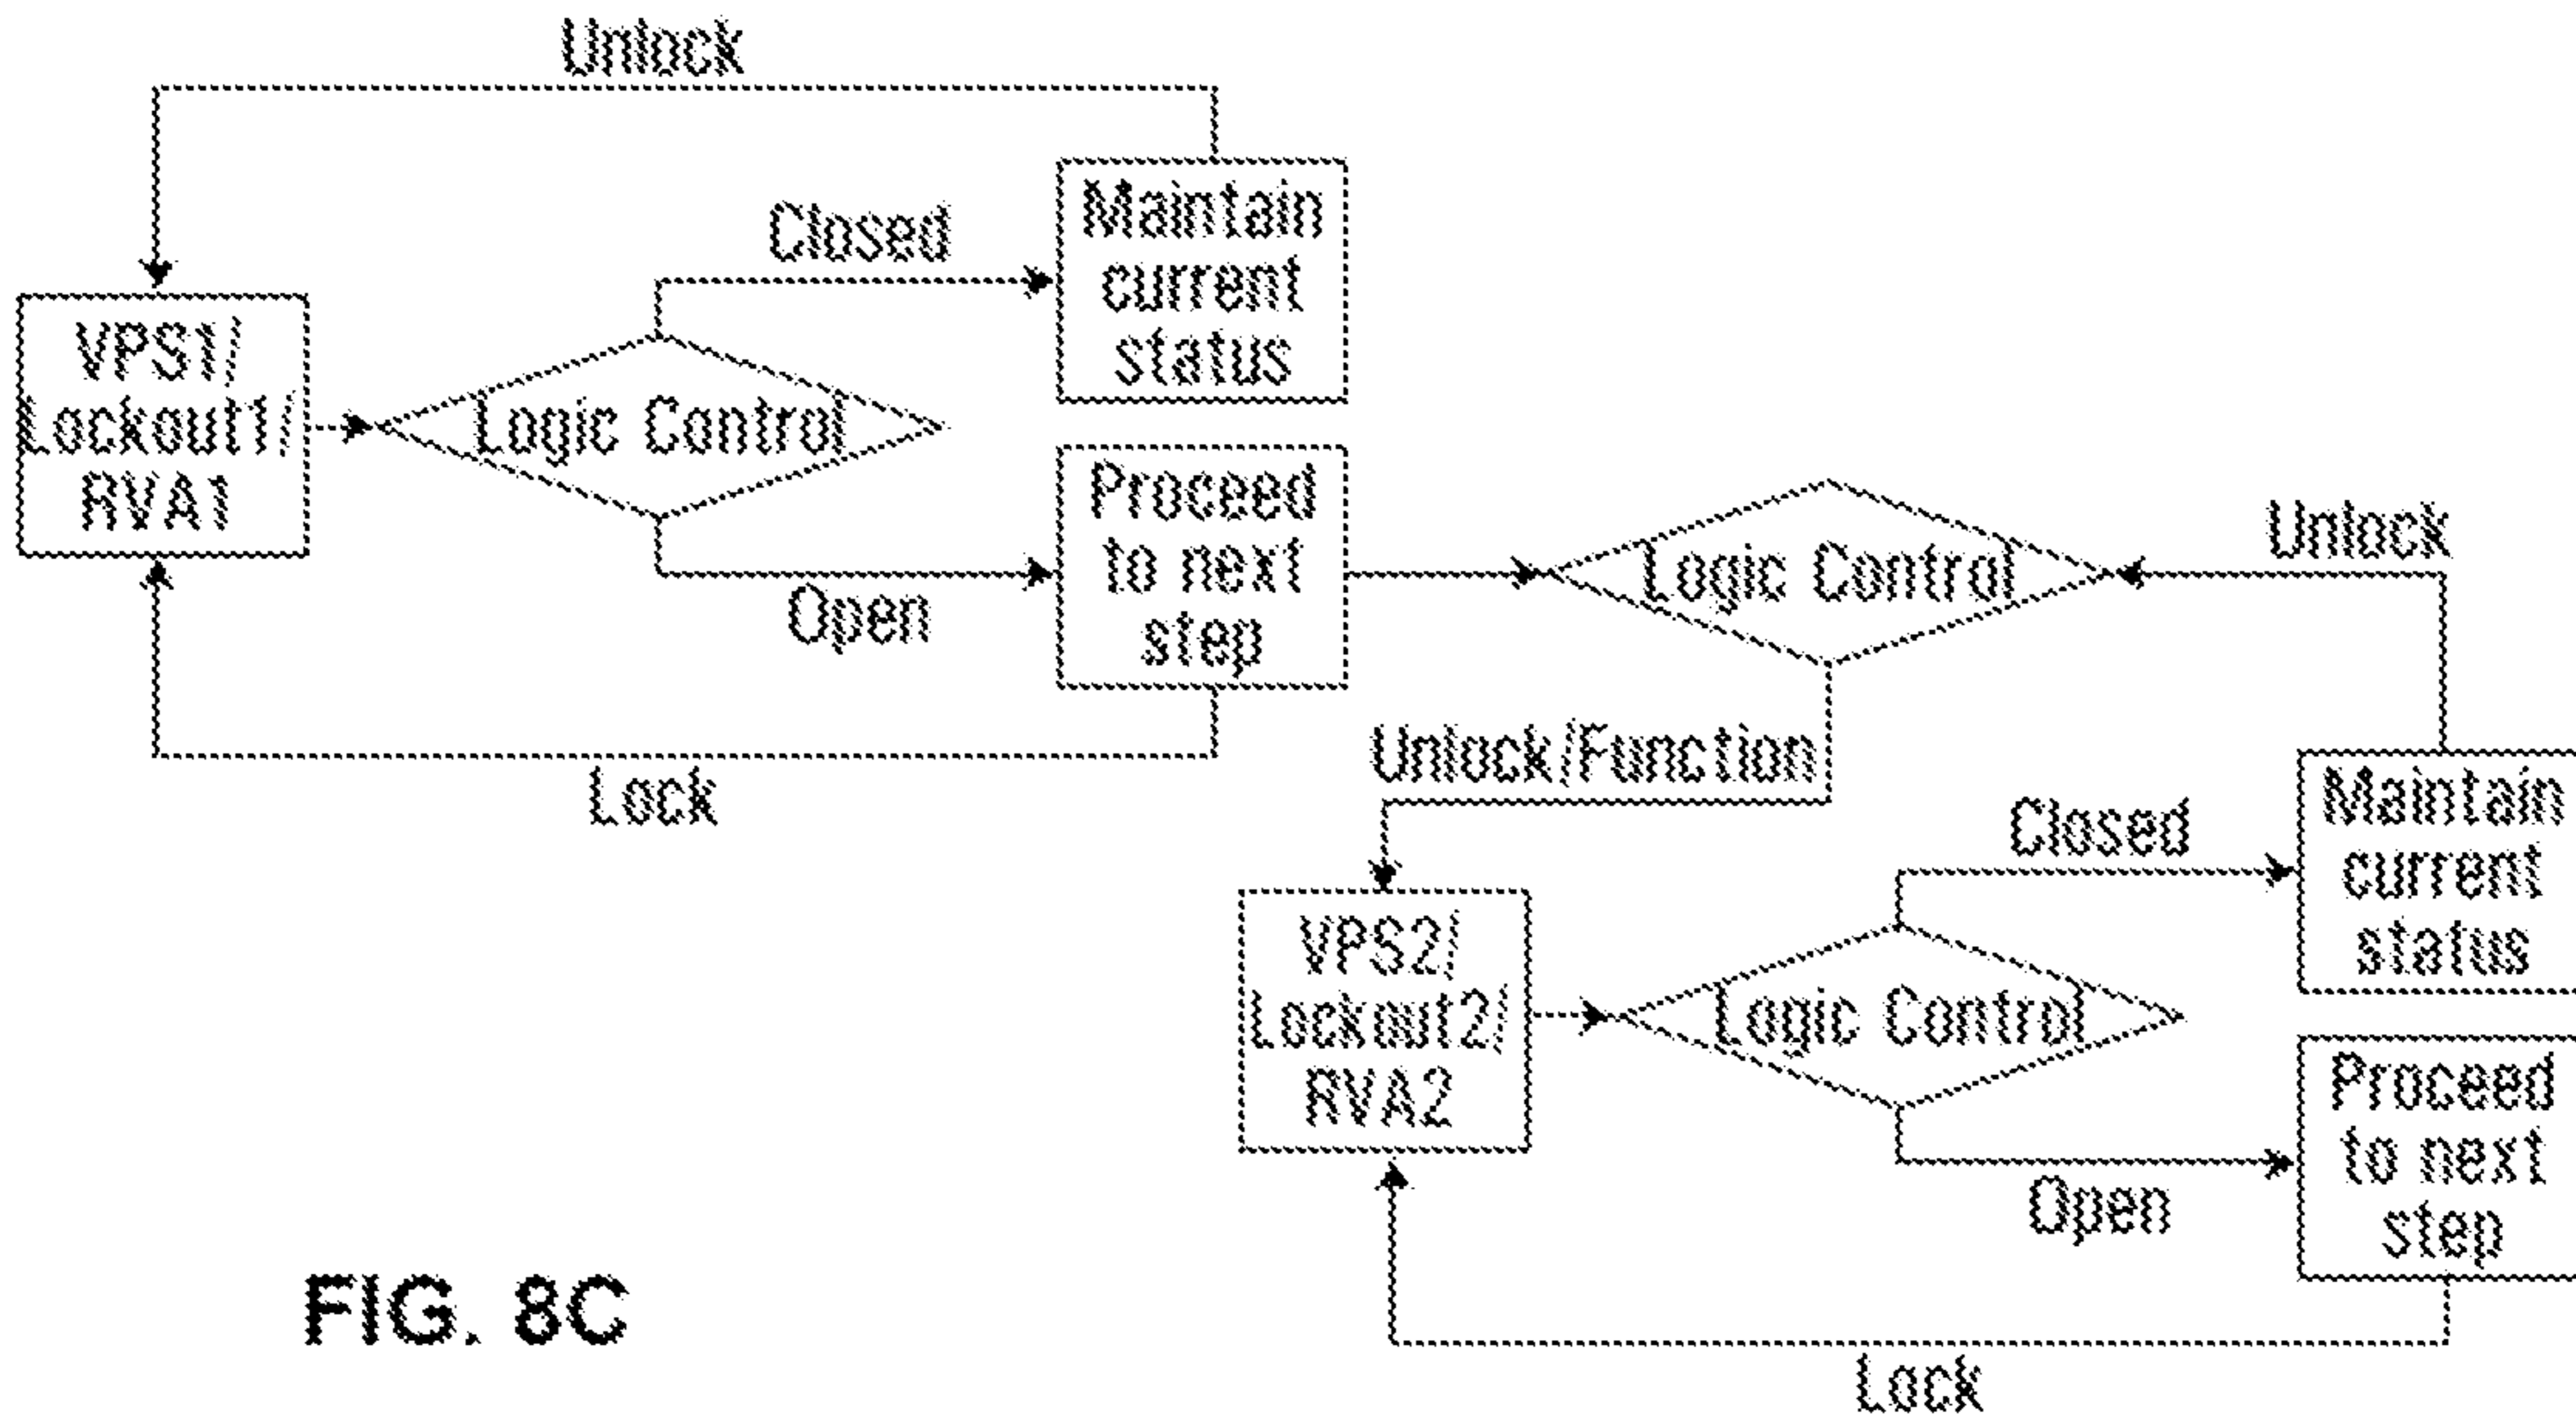 Unlock
Closed
Maintain
current
status
VPS1/
Lockout1/
RVA1
Logic Control
Open
Proceed
to next
step
Lock
Logic Control
Unlock
Unlock/Function
VPS2/
Lockout2/
RVA2
Logic Control
Closed
Maintain
current
status
Open
Proceed
to next
step
Lock
FIG. 8C